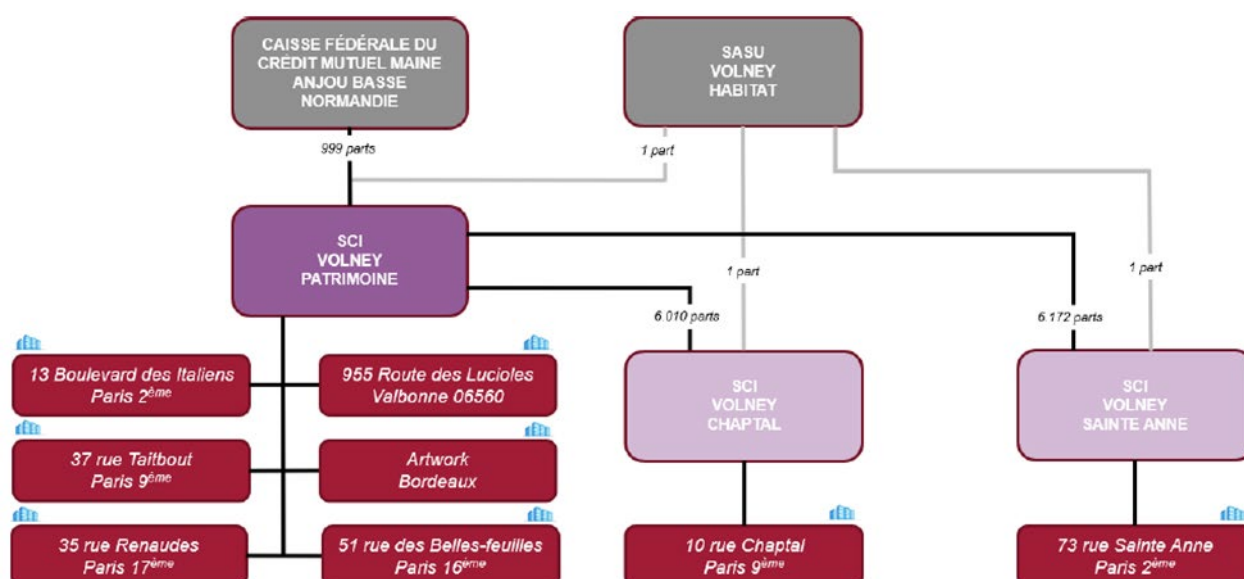 CAISSE FÉDÉRALE DU
CRÉDIT MUTUEL MAINE
ANJOU BASSE
NORMANDIE
SASU
VOLNEY
HABITAT
999 parts
1 part
SCI
VOLNEY
PATRIMOINE
1 part
1 part
6.010 parts
6.172 parts
13 Boulevard des Italiens
Paris 2ème
955 Route des Lucioles
Valbonne 06560
SCI
VOLNEY
CHAPTAL
SCI
VOLNEY
SAINTE ANNE
37 rue Taitbout
Paris 9ème
Artwork
Bordeaux
35 rue Renaudes
Paris 17ème
51 rue des Belles-feuilles
Paris 16ème
10 rue Chaptal
Paris 9ème
73 rue Sainte Anne
Paris 2ème